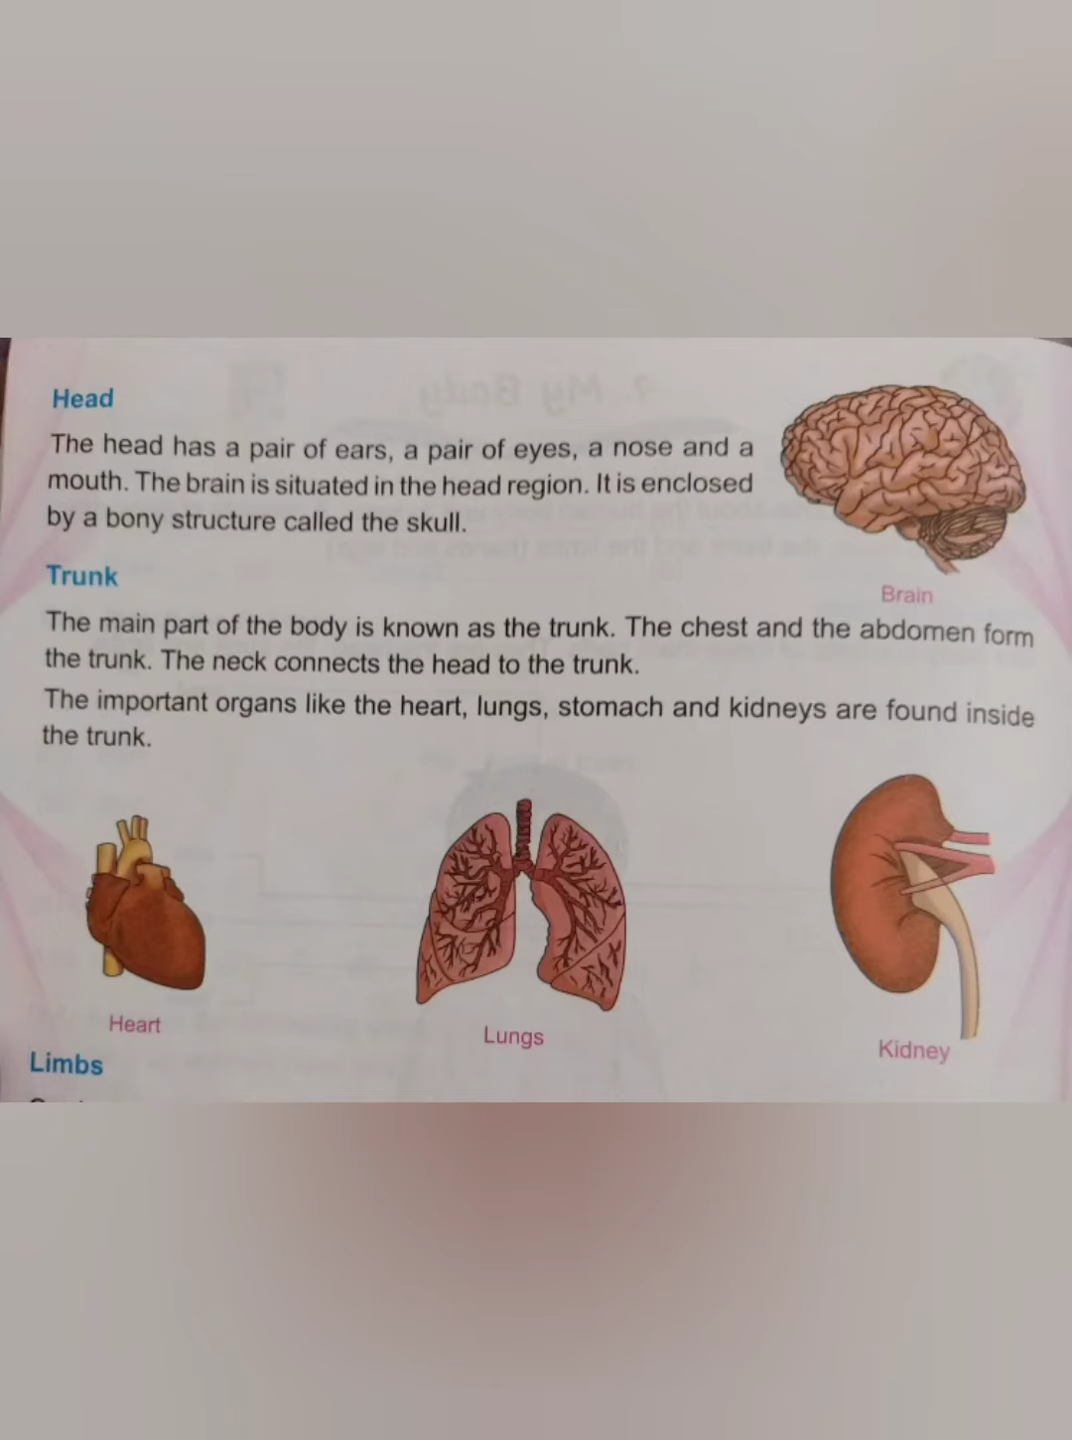 Head
The head has a pair of ears, a pair of eyes, a nose and a
mouth. The brain is situated in the head region. It is enclosed
by a bony structure called the skull.
Brain
Trunk
The main part of the body is known as the trunk. The chest and the abdomen form
the trunk. The neck connects the head to the trunk.
The important organs like the heart, lungs, stomach and kidneys are found inside
the trunk.
Heart
Lungs
Kidney
Limbs